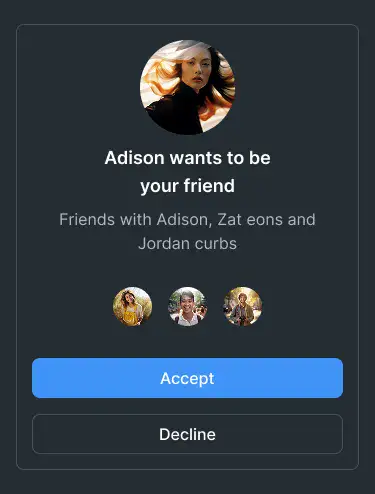 Adison wants to be
your friend
Friends with Adison, Zat eons and
Jordan curbs
Accept
Decline